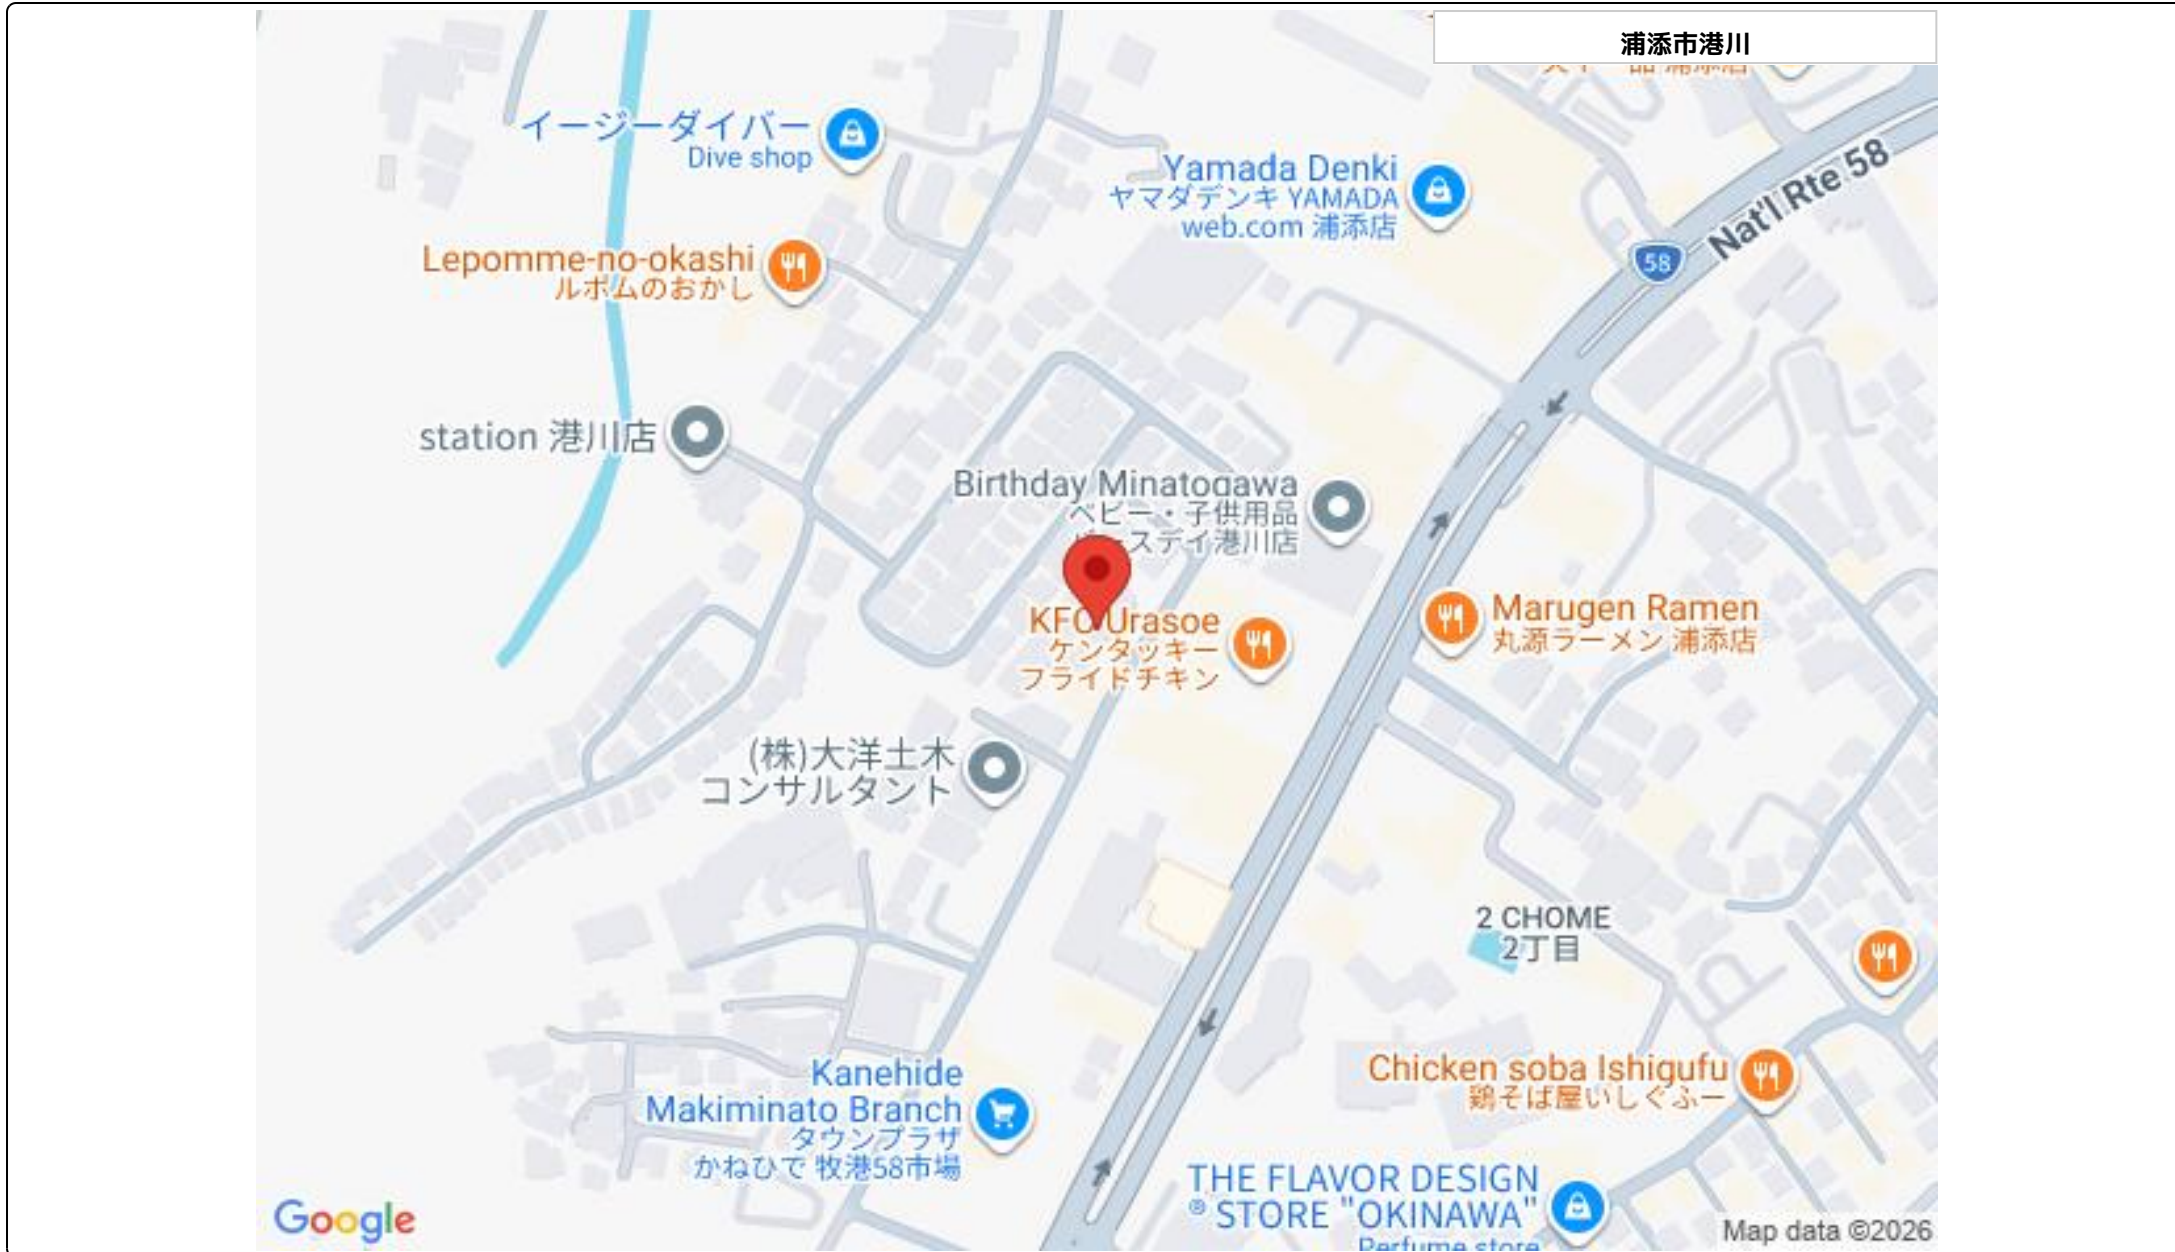 浦添市港川
イージーダイバー
Dive shop
Yamada Denki
ヤマダデンキ YAMADA
web.com 浦添店
Nat'l Rte 58
58
Lepomme-no-okashi
ルポムのおかし
station 港川店
Birthday Minatogawa
ベビー・子供用品
バースデイ港川店
KFC Urasoe
ケンタッキー
フライドチキン
Marugen Ramen
丸源ラーメン 浦添店
(株)大洋土木
コンサルタント
2 CHOME
2丁目
Kanehide
Makiminato Branch
タウンプラザ
かねひで 牧港58市場
Chicken soba Ishigufu
鶏そば屋いしぐふー
THE FLAVOR DESIGN
® STORE "OKINAWA"
Perfume store
Google
Map data ©2026